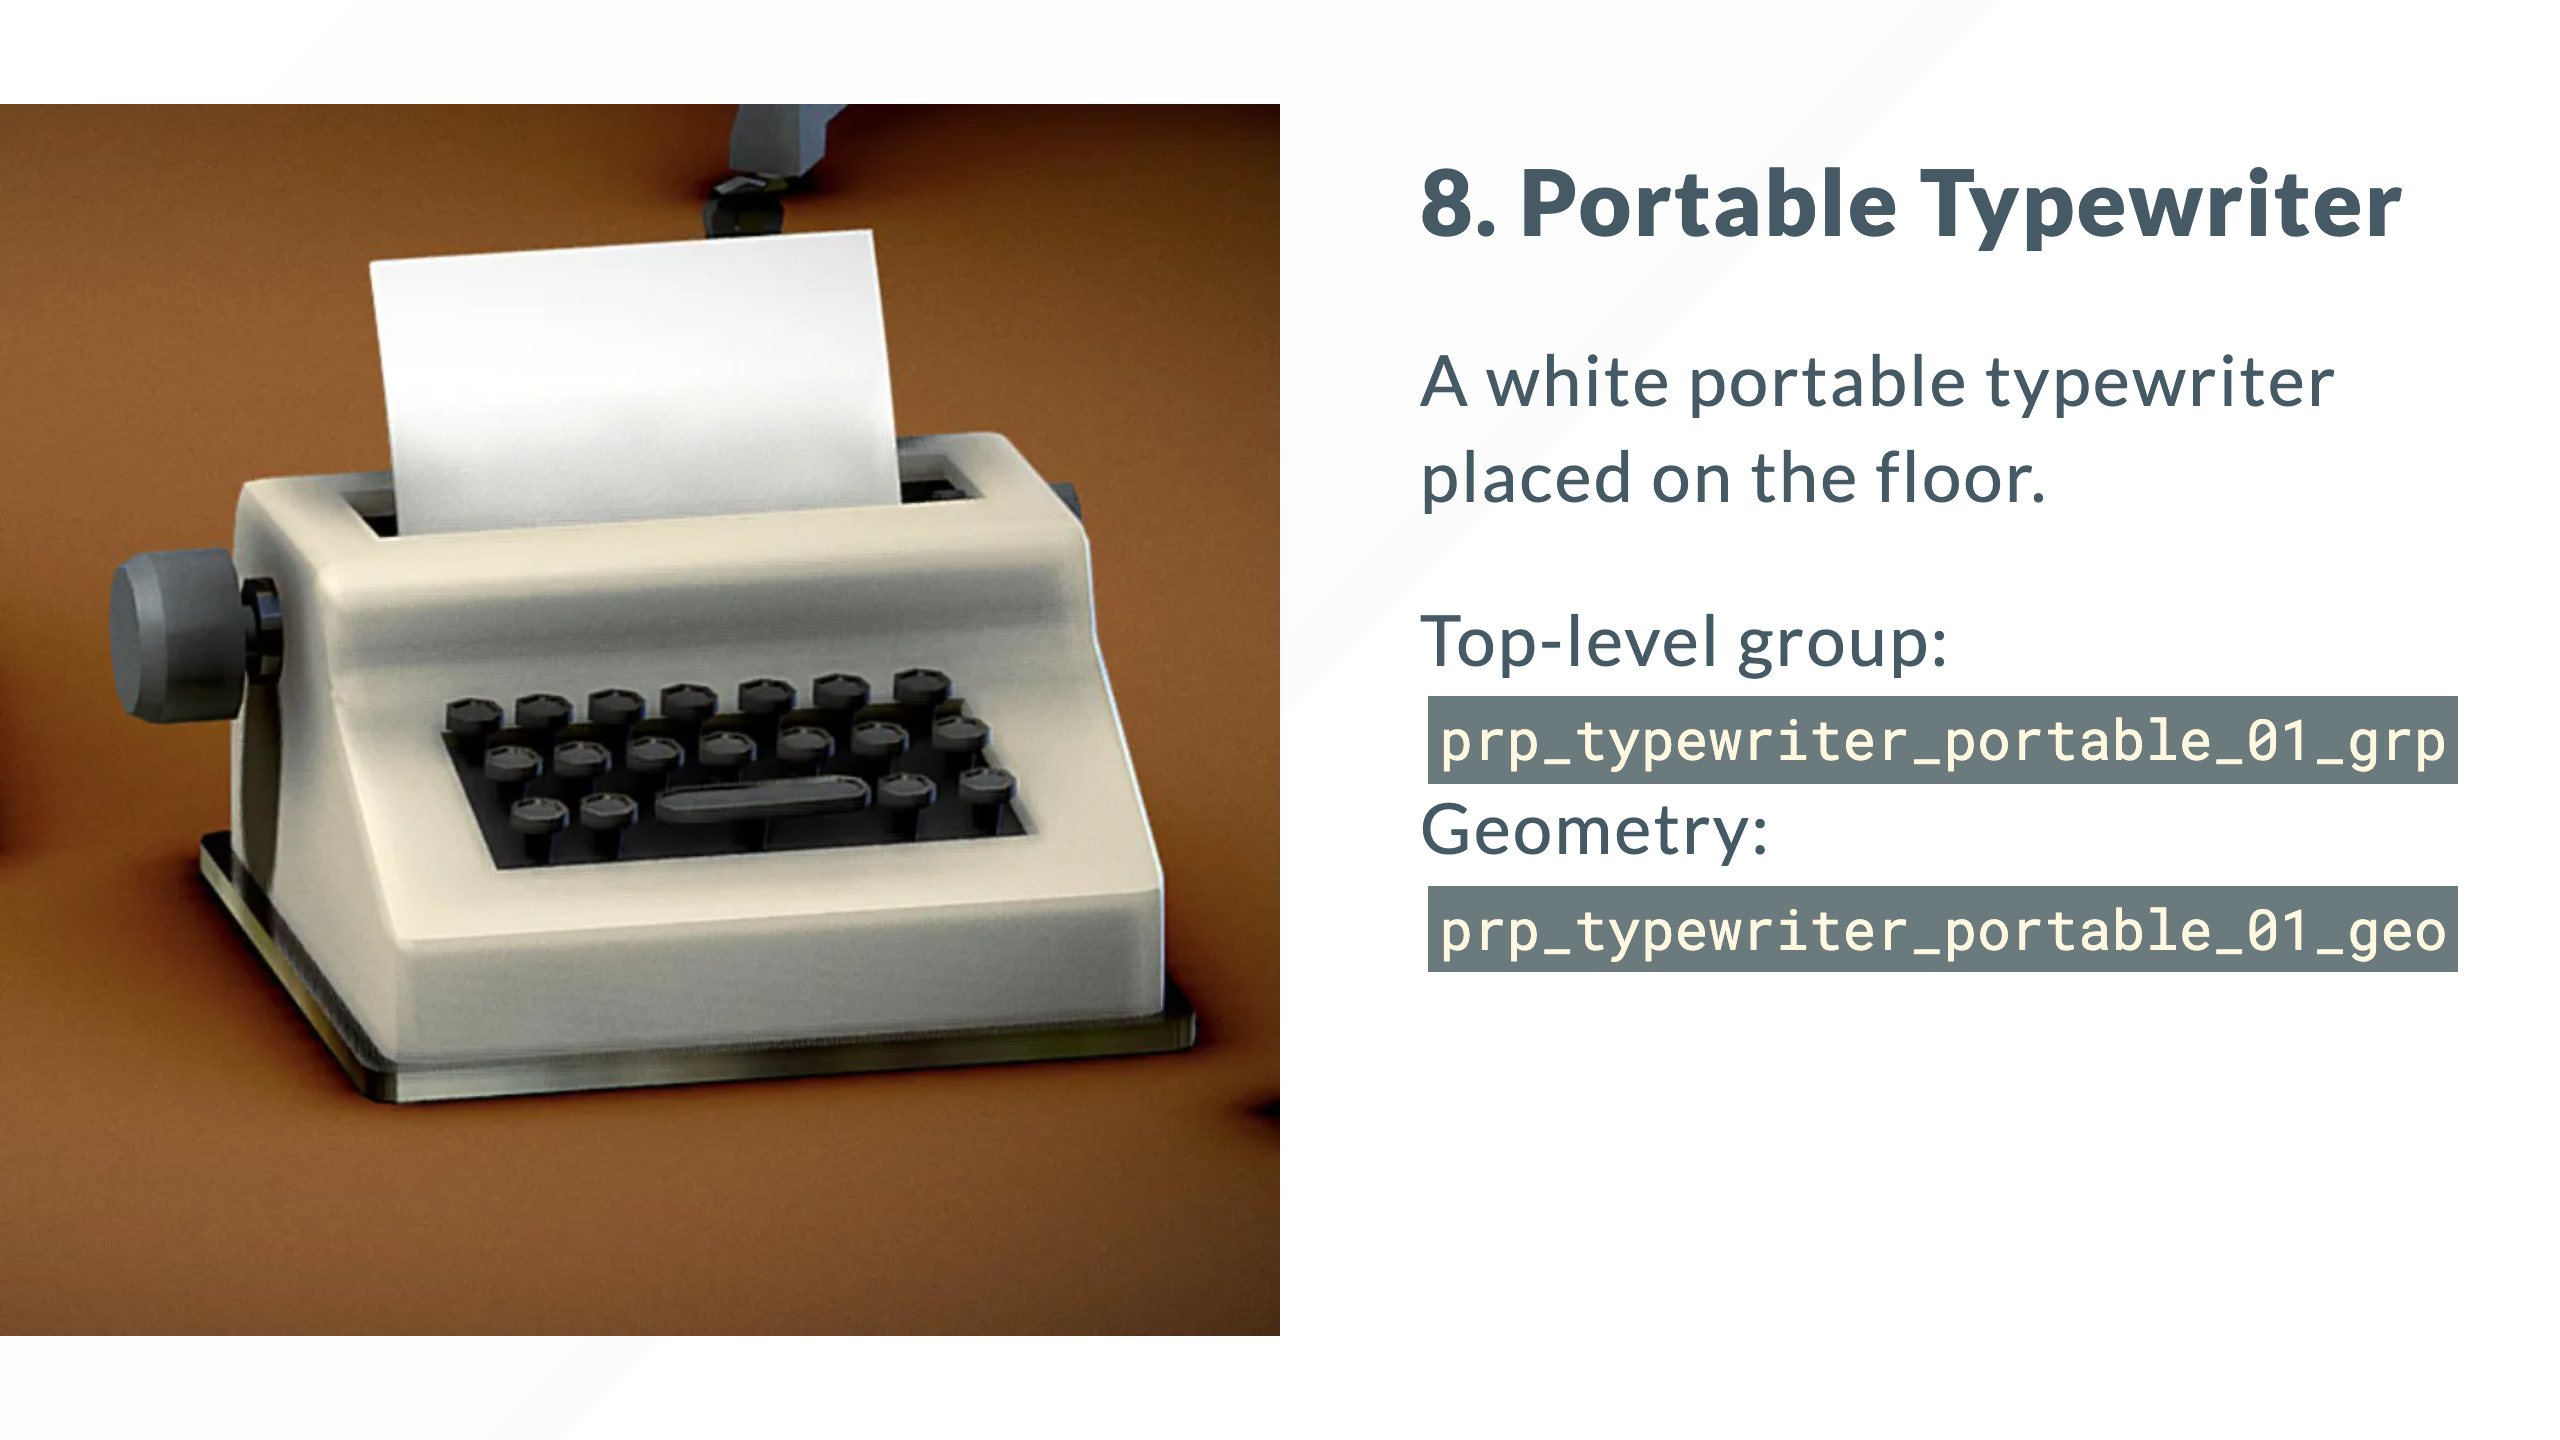 8. Portable Typewriter
A white portable typewriter
placed on the floor.
Top-level group:
prp_typewriter_portable_01_grp
Geometry:
prp_typewriter_portable_01_geo